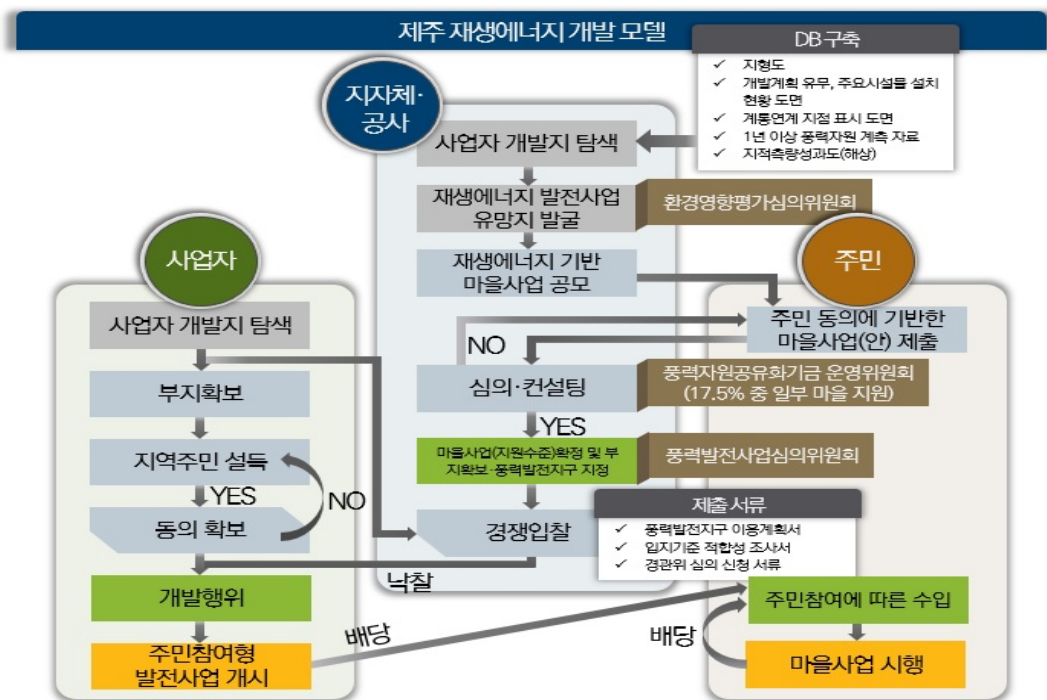 제주 재생에너지 개발 모델
DB 구축
✓ 지형도
✓ 개발계획 유무, 주요시설물 설치
현황 도면
✓ 계통연계 지점 표시 도면
✓ 1년 이상 풍력자원 계측 자료
✓ 지적측량성과도(해상)
지자체·
공사
사업자 개발지 탐색
재생에너지 발전사업
유망지 발굴
환경영향평가심의위원회
재생에너지 기반
마을사업 공모
NO
심의·컨설팅
풍력자원공유화기금 운영위원회
(17.5% 중 일부 마을 지원)
YES
마을사업(지원수준)확정 및 부
지확보·풍력발전지구 지정
풍력발전사업심의위원회
경쟁입찰
제출 서류
✓ 풍력발전지구 이용계획서
✓ 입지기준 적합성 조사서
✓ 경관위 심의 신청 서류
낙찰
사업자
사업자 개발지 탐색
부지확보
지역주민 설득
YES
NO
동의 확보
개발행위
주민참여형
발전사업 개시
배당
주민
주민 동의에 기반한
마을사업(안) 제출
주민참여에 따른 수입
배당
마을사업 시행